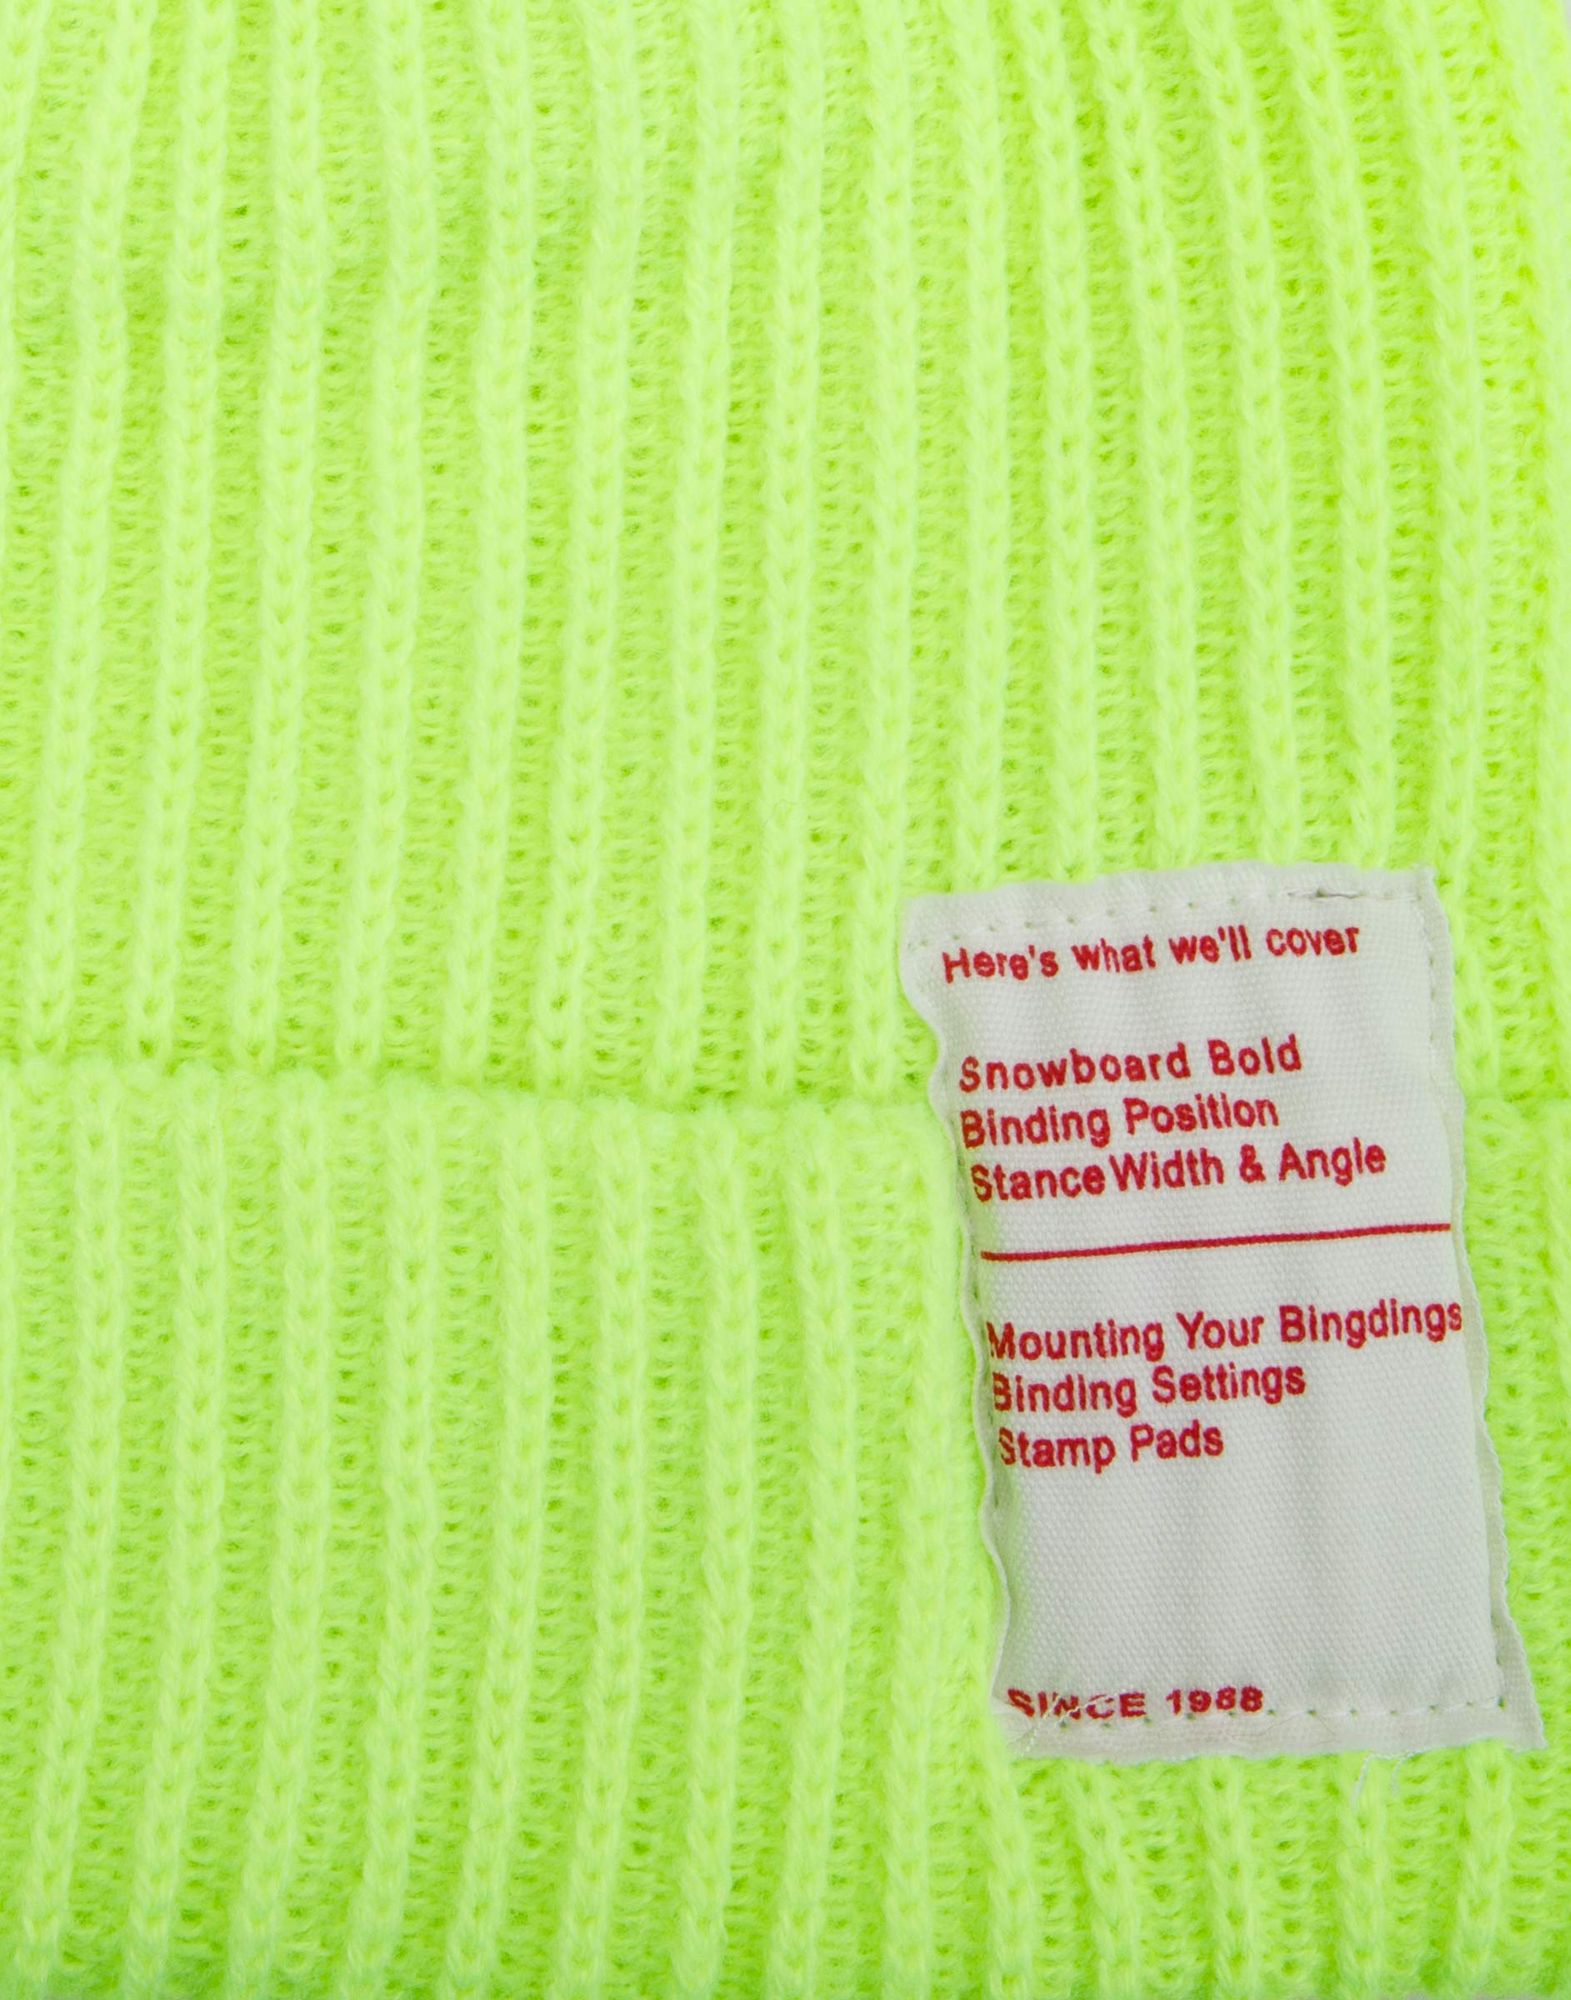 Here's what we'll cover
Snowboard Bold
Binding Position
Stance Width & Angle
Mounting Your Bingdings
Binding Settings
Stamp Pads
SINCE 1988